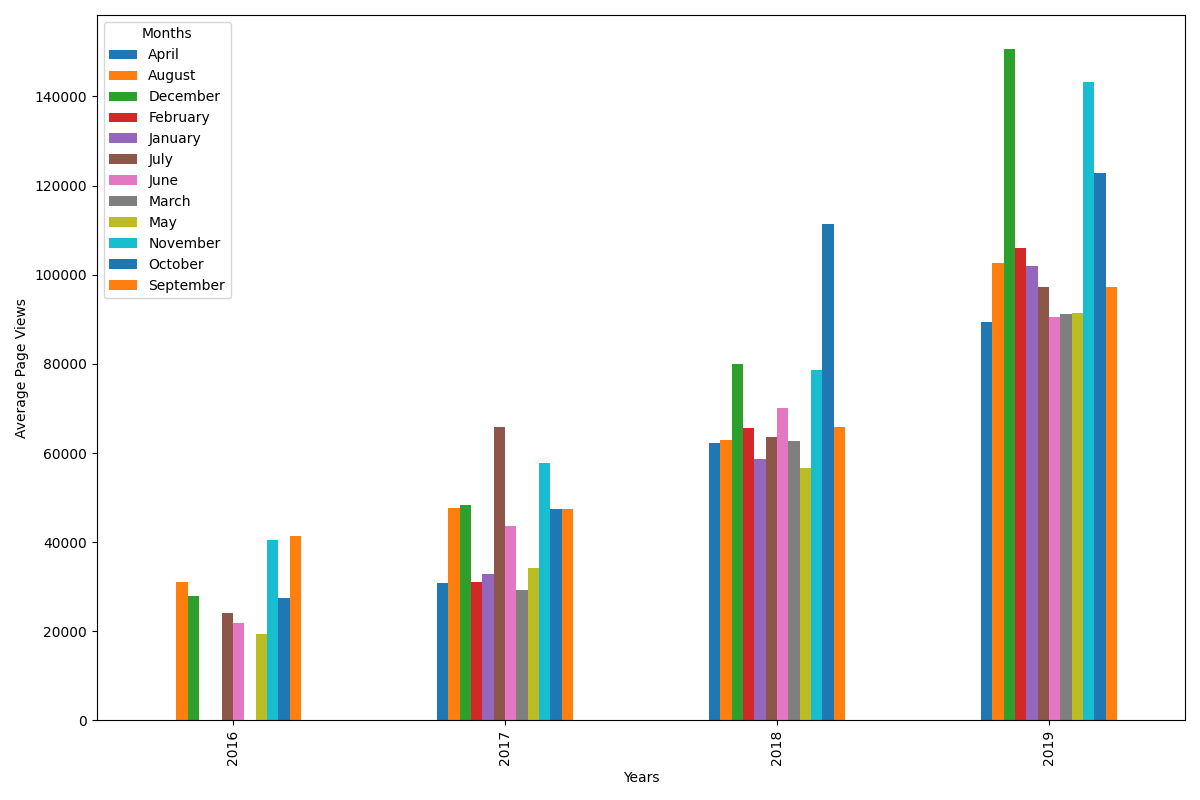 Months
April
August
December
February
January
July
June
March
May
November
October
September
140000
120000
100000
80000
60000
40000
20000
0
Average Page Views
2016
2017
2018
2019
Years